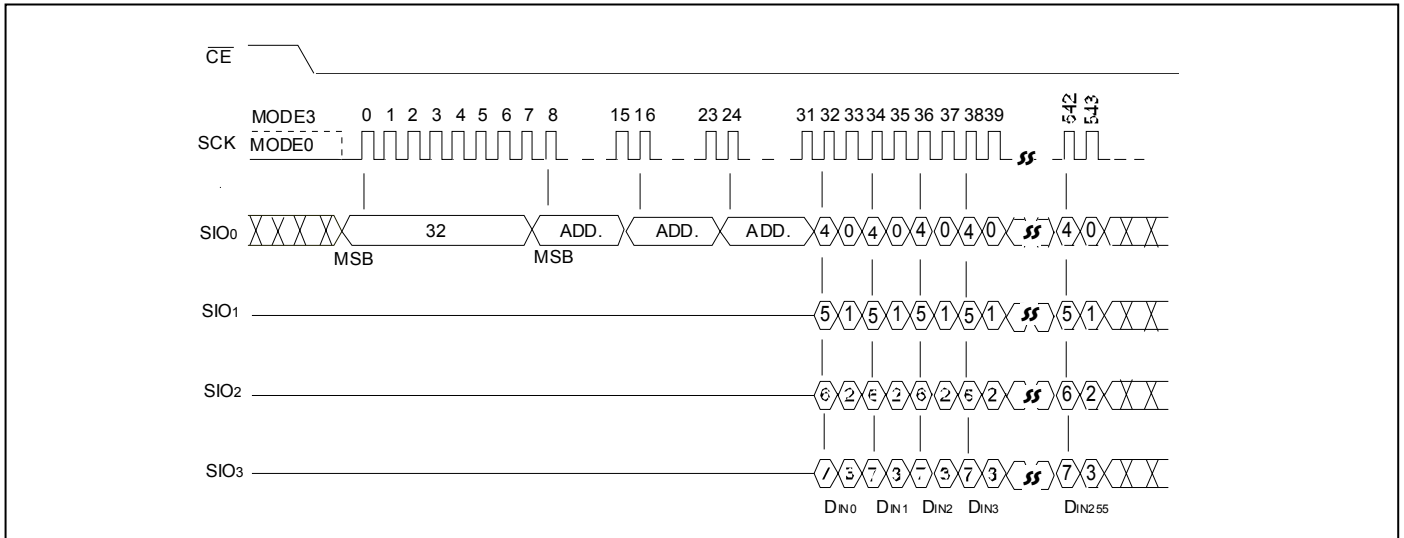 CE
MODE3 0 1 2 3 4 5 6 7 8 15 16 23 24 31 32 33 34 35 36 37 38 39 542 543
SCK MODE0
SIO0 32 ADD. ADD. ADD. 4 0 4 0 4 0 4 0 4 0
MSB MSB
SIO1 5 1 5 1 5 1 5 1 5 1
SIO2 6 2 6 2 6 2 6 2 6 2
SIO3 7 3 7 3 7 3 7 3 7 3
DIN0 DIN1 DIN2 DIN3 DIN255